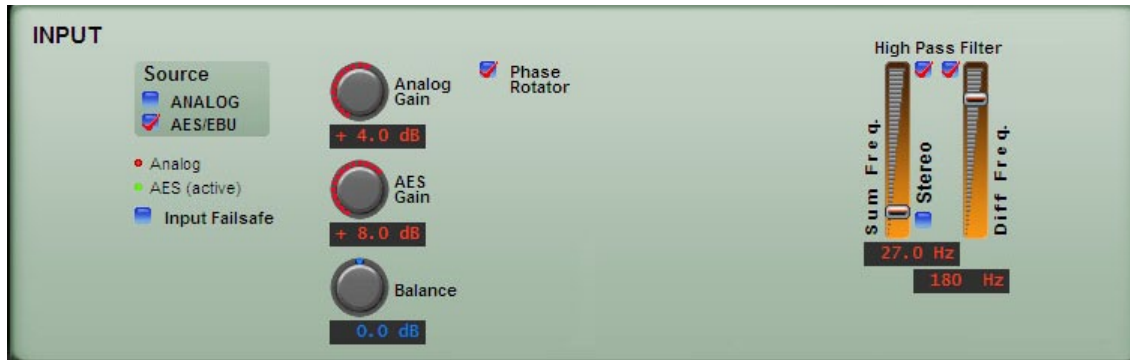 INPUT
Source
ANALOG
AES/EBU
Analog
AES (active)
Input Failsafe
Analog
Gain
+ 4.0 dB
AES
Gain
+ 8.0 dB
Balance
0.0 dB
Phase
Rotator
High Pass Filter
Sum Freq.
Stereo
Diff Freq.
27.0 Hz
180 Hz